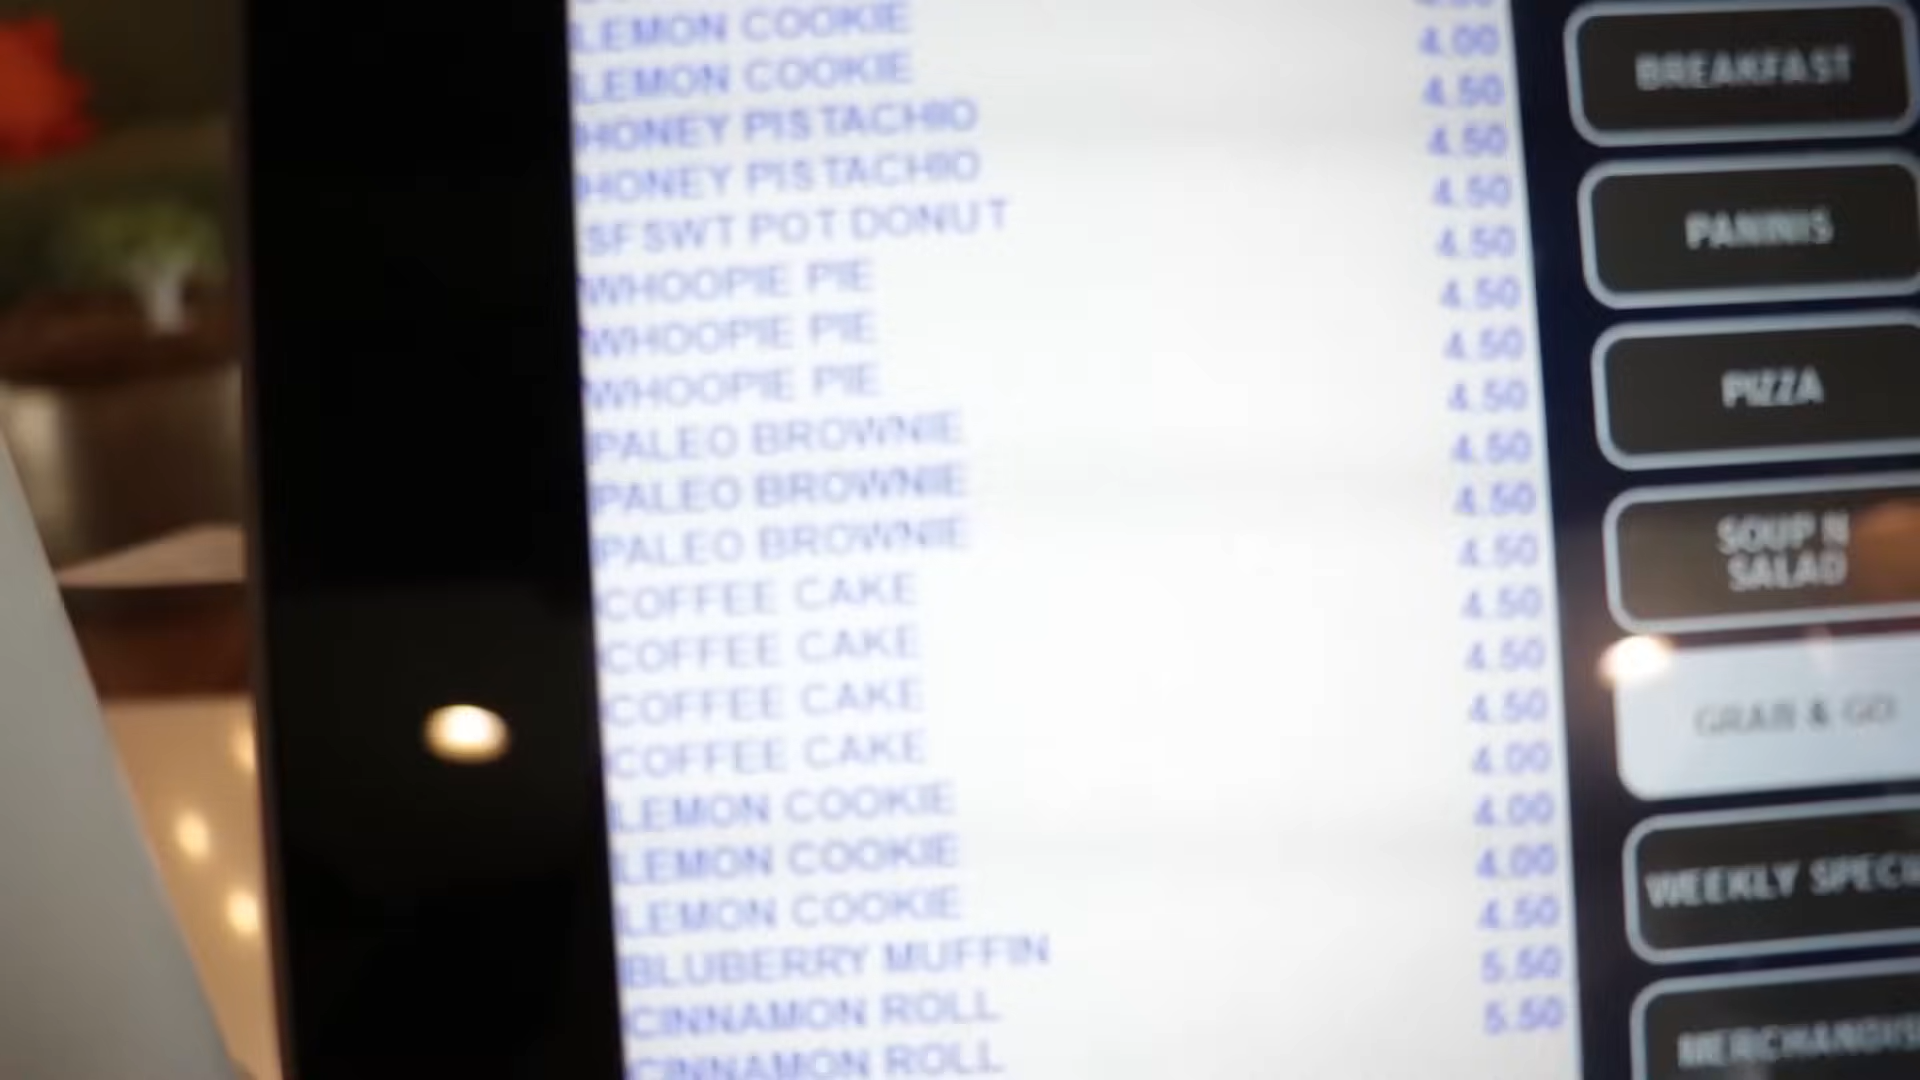 LEMON COOKIE
LEMON COOKIE 4.00
HONEY PISTACHIO 4.50
HONEY PISTACHIO 4.50
SFSWT POT DONUT 4.50
WHOOPIE PIE 4.50
WHOOPIE PIE 4.50
WHOOPIE PIE 4.50
PALEO BROWNIE 4.50
PALEO BROWNIE 4.50
PALEO BROWNIE 4.50
COFFEE CAKE 4.50
COFFEE CAKE 4.50
COFFEE CAKE 4.50
COFFEE CAKE 4.50
LEMON COOKIE 4.00
LEMON COOKIE 4.00
LEMON COOKIE 4.00
BLUBERRY MUFFIN 4.50
CINNAMON ROLL 5.50
CINNAMON ROLL 5.50
BREAKFAST
PANINIS
PIZZA
SOUP N
SALAD
GRAB & GO
WEEKLY SPECI
MERCHANDIS